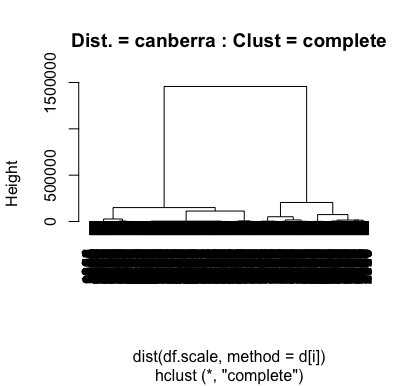 Dist. = canberra : Clust = complete
Height
1500000
500000
0
dist(df.scale, method = d[i])
hclust (*, "complete")